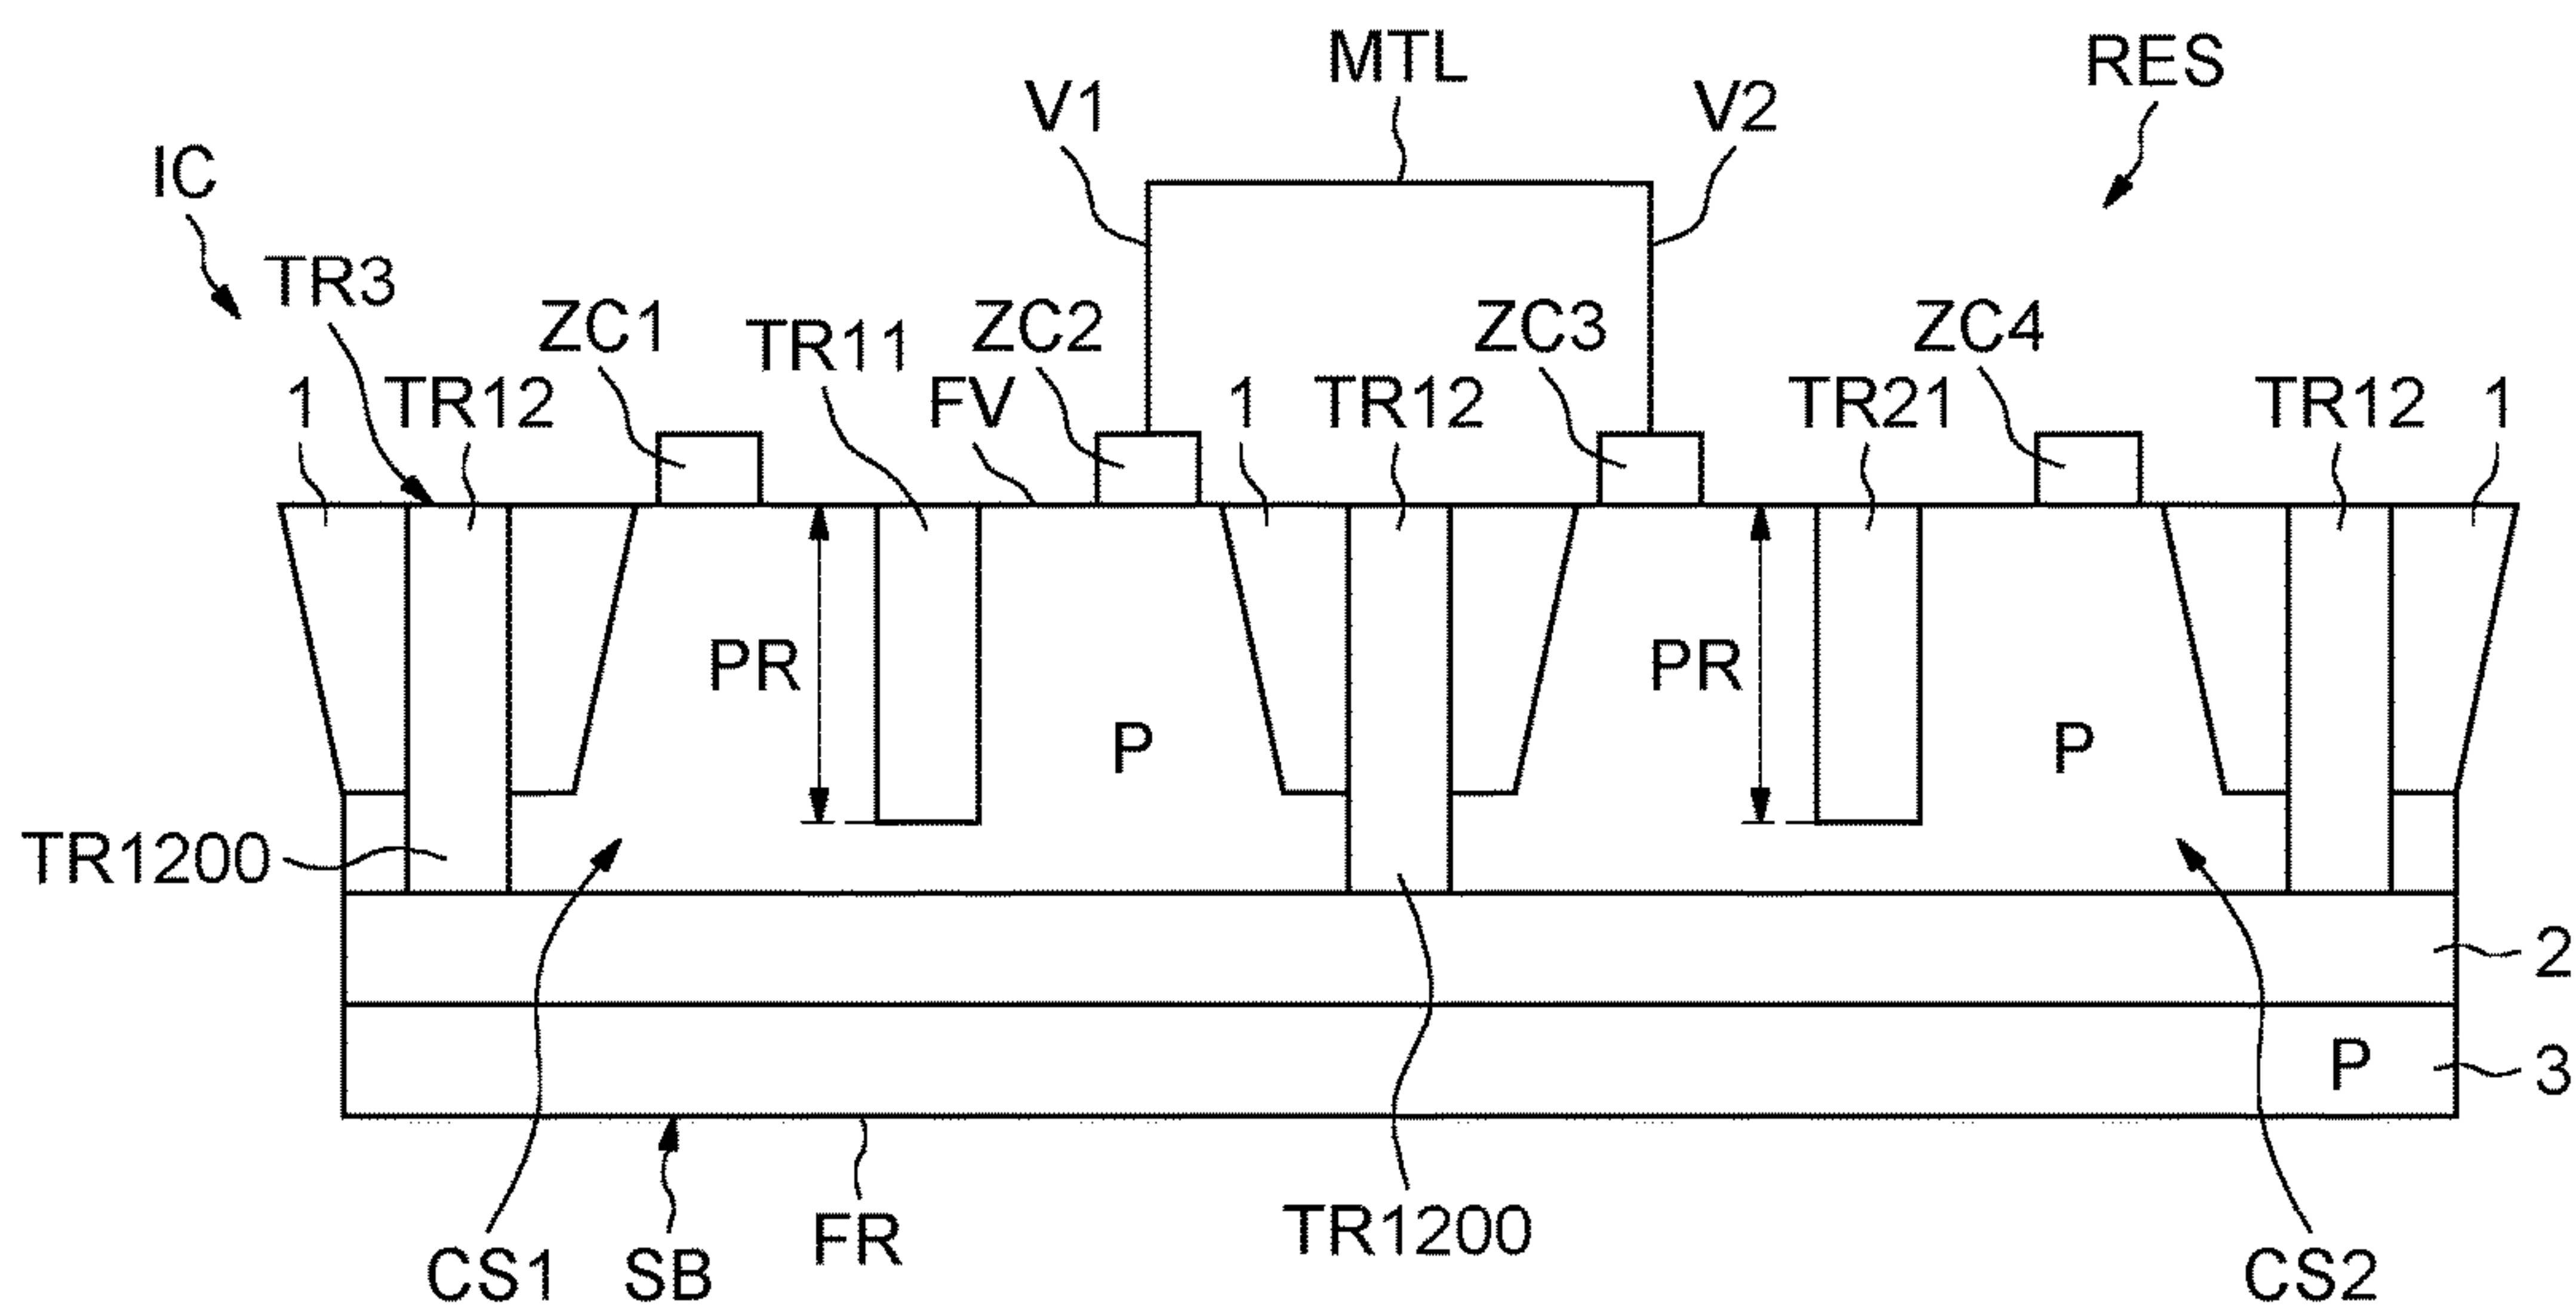 MTL
RES
V1
V2
IC
TR3
ZC1
TR11
ZC2
ZC3
ZC4
1
TR12
FV
1
TR12
TR21
TR12
1
PR
PR
P
P
TR1200
2
P
3
CS1
SB
FR
TR1200
CS2